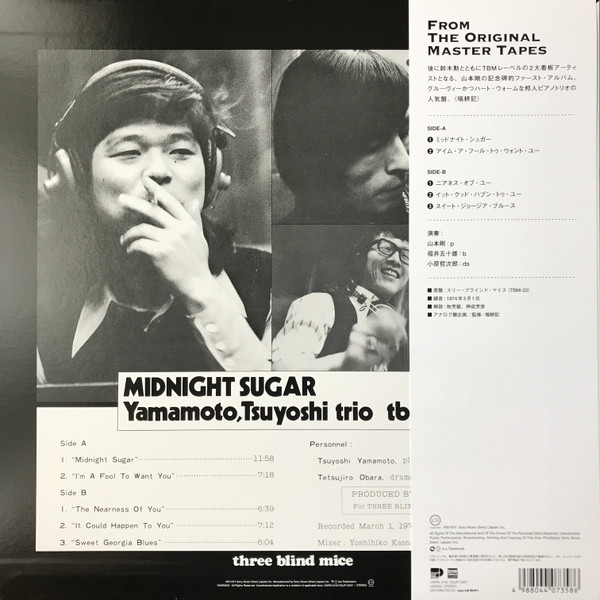 FROM
THE ORIGINAL
MASTER TAPES
後に鈴木勲とともにTBMレーベルの2大看板アーティ
ストとなる、山本剛の記念碑的ファースト・アルバム。
グルーヴィーかつハート・ウォームな邦人ピアノトリオの
人気盤。(塙耕記)
SIDE-A
❶ ミッドナイト・シュガー
❷ アイム・ア・フール・トゥ・ウォント・ユー
SIDE-B
❶ ニアネス・オブ・ユー
❷ イット・クッド・ハプン・トゥ・ユー
❸ スイート・ジョージア・ブルース
演奏:
山本剛:p
福井五十雄:b
小原哲次郎:ds
■ 原盤:スリー・ブラインド・マイス (TBM-23)
■ 録音:1974年3月1日
■ アナログ盤企画／監修:塙耕記
MIDNIGHT SUGAR
Yamamoto,Tsuyoshi trio tb
Side A
1. "Midnight Sugar" 11:58
2. "I'm A Fool To Want You" 7:18
Side B
1. "The Nearness Of You" 6:39
2. "It Could Happen To You" 7:12
3. "Sweet Georgia Blues" 6:04
Personnel :
Tsuyoshi Yamamoto, pi
Tetsujiro Obara, drum
PRODUCED BY
For THREE BLIN
Recorded March 1, 197
Mixer: Yoshihiko Kann
three blind mice
4 988044 073586